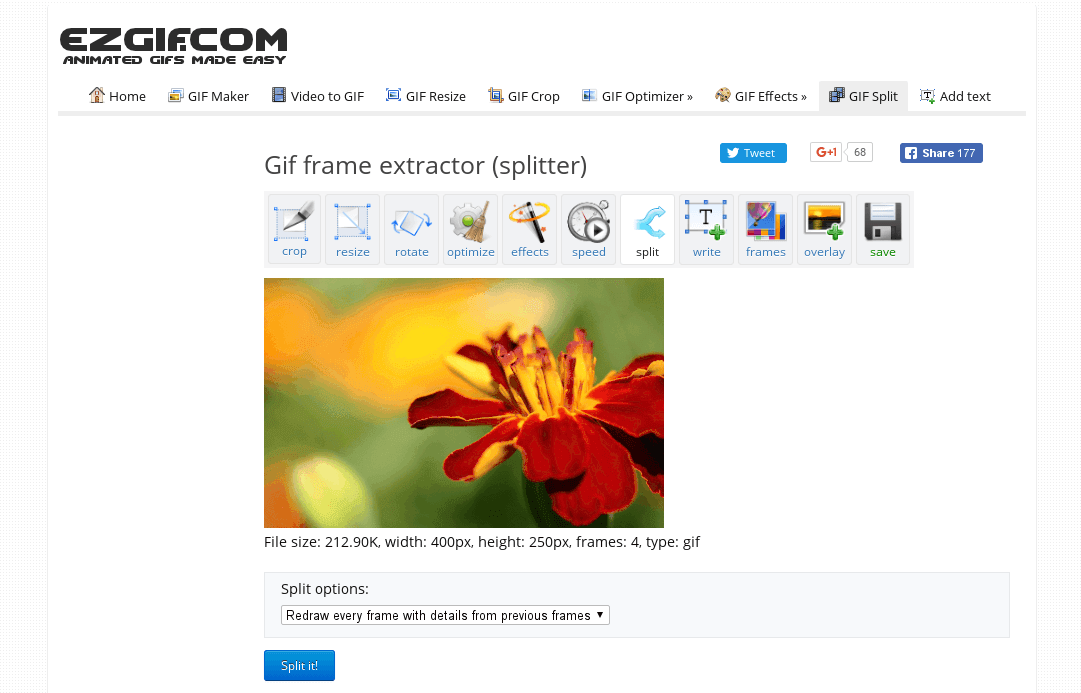 EZGIF.COM
ANIMATED GIFS MADE EASY
Home GIF Maker Video to GIF GIF Resize GIF Crop GIF Optimizer » GIF Effects » GIF Split T Add text
Gif frame extractor (splitter)
Tweet G+1 68 f Share 177
T
crop resize rotate optimize effects speed split write frames overlay save
File size: 212.90K, width: 400px, height: 250px, frames: 4, type: gif
Split options:
Redraw every frame with details from previous frames ▼
Split it!